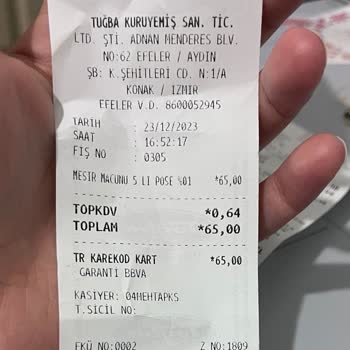 TUĞBA KURUYEMİŞ SAN. TİC.
LTD. ŞTİ. ADNAN MENDERES BLV.
NO:62 EFELER / AYDIN
ŞB: K.ŞEHİTLERİ CD. N:1/A
KONAK / İZMIR
EFELER V.D. 8600052945
TARİH : 23/12/2023
SAAT : 16:52:17
FİŞ NO : 0305
MESİR MACUNU 5 Lİ POŞE %01 *65,00
TOPKDV *0,64
TOPLAM *65,00
TR KAREKOD KART *65,00
GARANTİ BBVA
KASİYER: 04MEHTAPKS
T.SİCİL NO:
EKÜ NO:0002 Z NO:1809